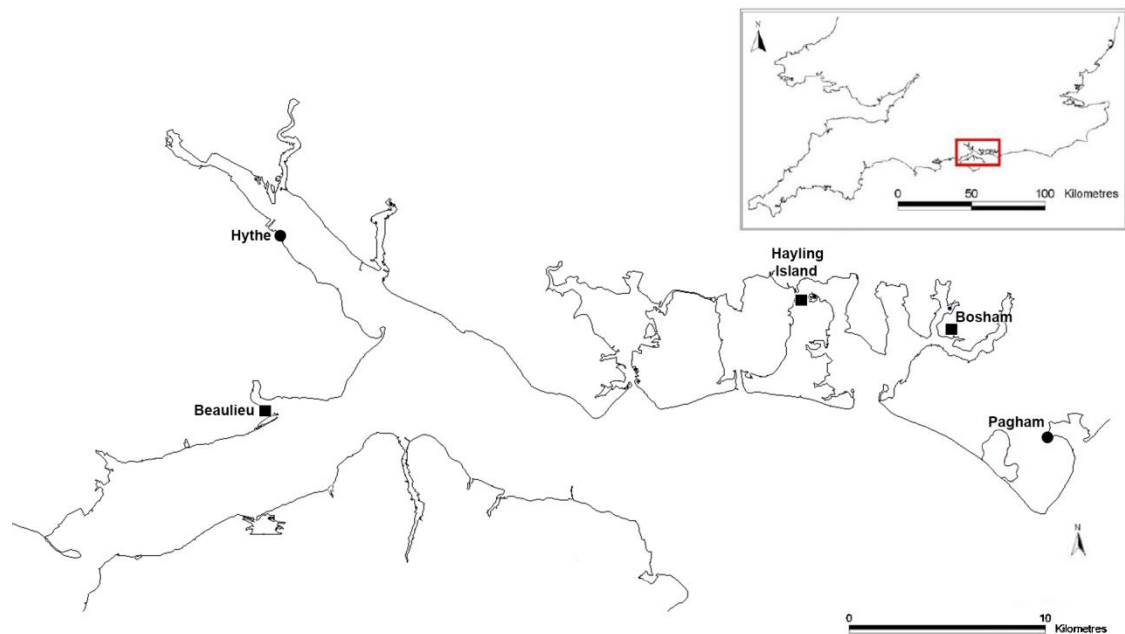 N
0 50 100 Kilometres
Hythe
Hayling
Island
Bosham
Beaulieu
Pagham
N
0 10
Kilometres